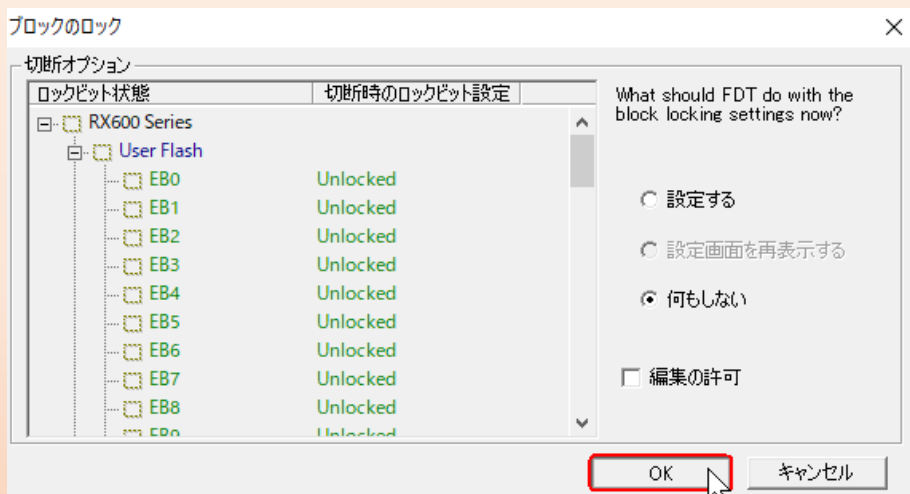 ブロックのロック
切断オプション
ロックビット状態 切断時のロックビット設定
RX600 Series
User Flash
EB0 Unlocked
EB1 Unlocked
EB2 Unlocked
EB3 Unlocked
EB4 Unlocked
EB5 Unlocked
EB6 Unlocked
EB7 Unlocked
EB8 Unlocked
EB9 Unlocked
What should FDT do with the
block locking settings now?
設定する
設定画面を再表示する
何もしない
編集の許可
OK キャンセル